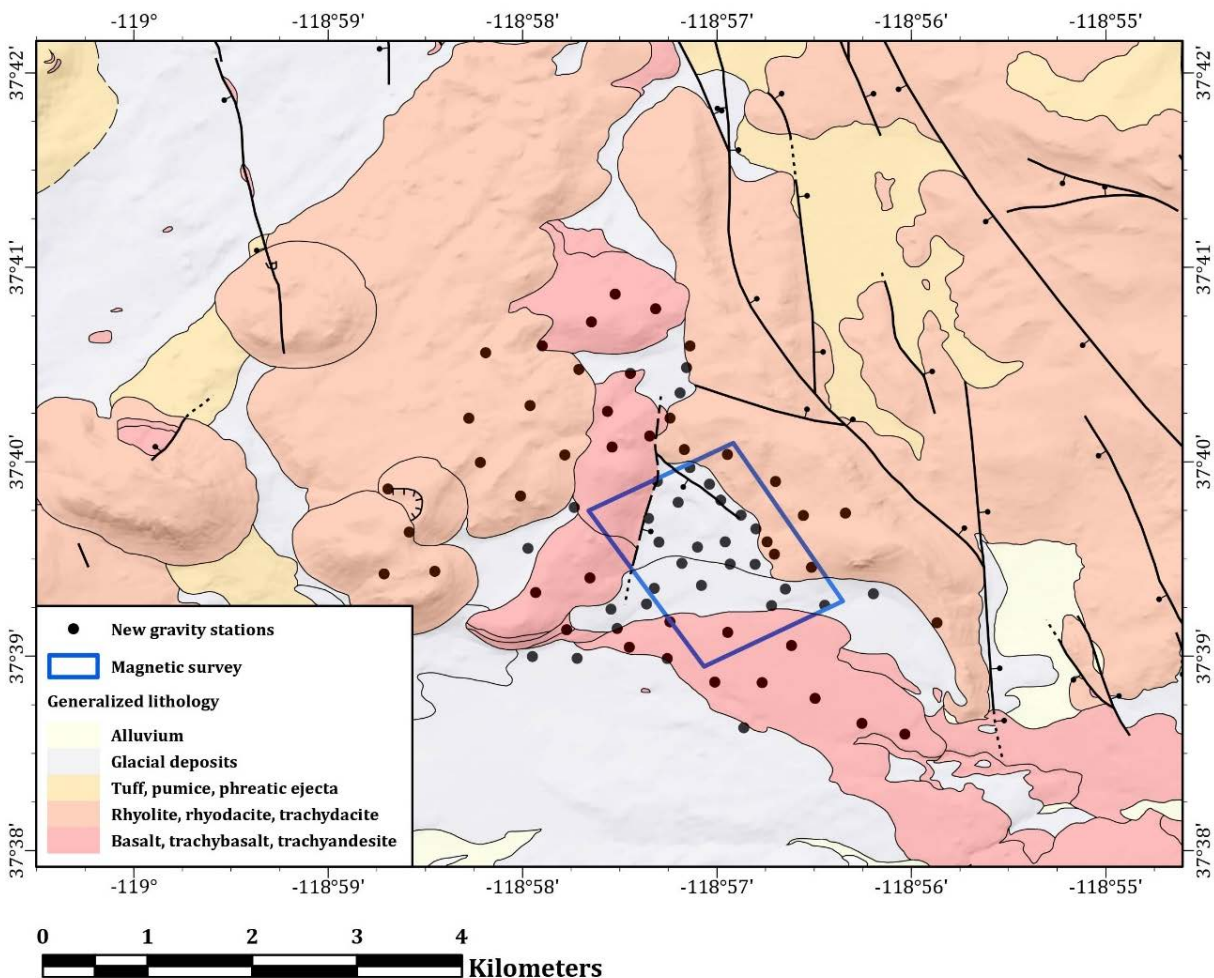 -119° -118°59' -118°58' -118°57' -118°56' -118°55'
37°42' 37°42'
37°41' 37°41'
37°40' 37°40'
37°39' 37°39'
37°38' 37°38'
New gravity stations
Magnetic survey
Generalized lithology
Alluvium
Glacial deposits
Tuff, pumice, phreatic ejecta
Rhyolite, rhyodacite, trachydacite
Basalt, trachybasalt, trachyandesite
-119° -118°59' -118°58' -118°57' -118°56' -118°55'
0 1 2 3 4
Kilometers